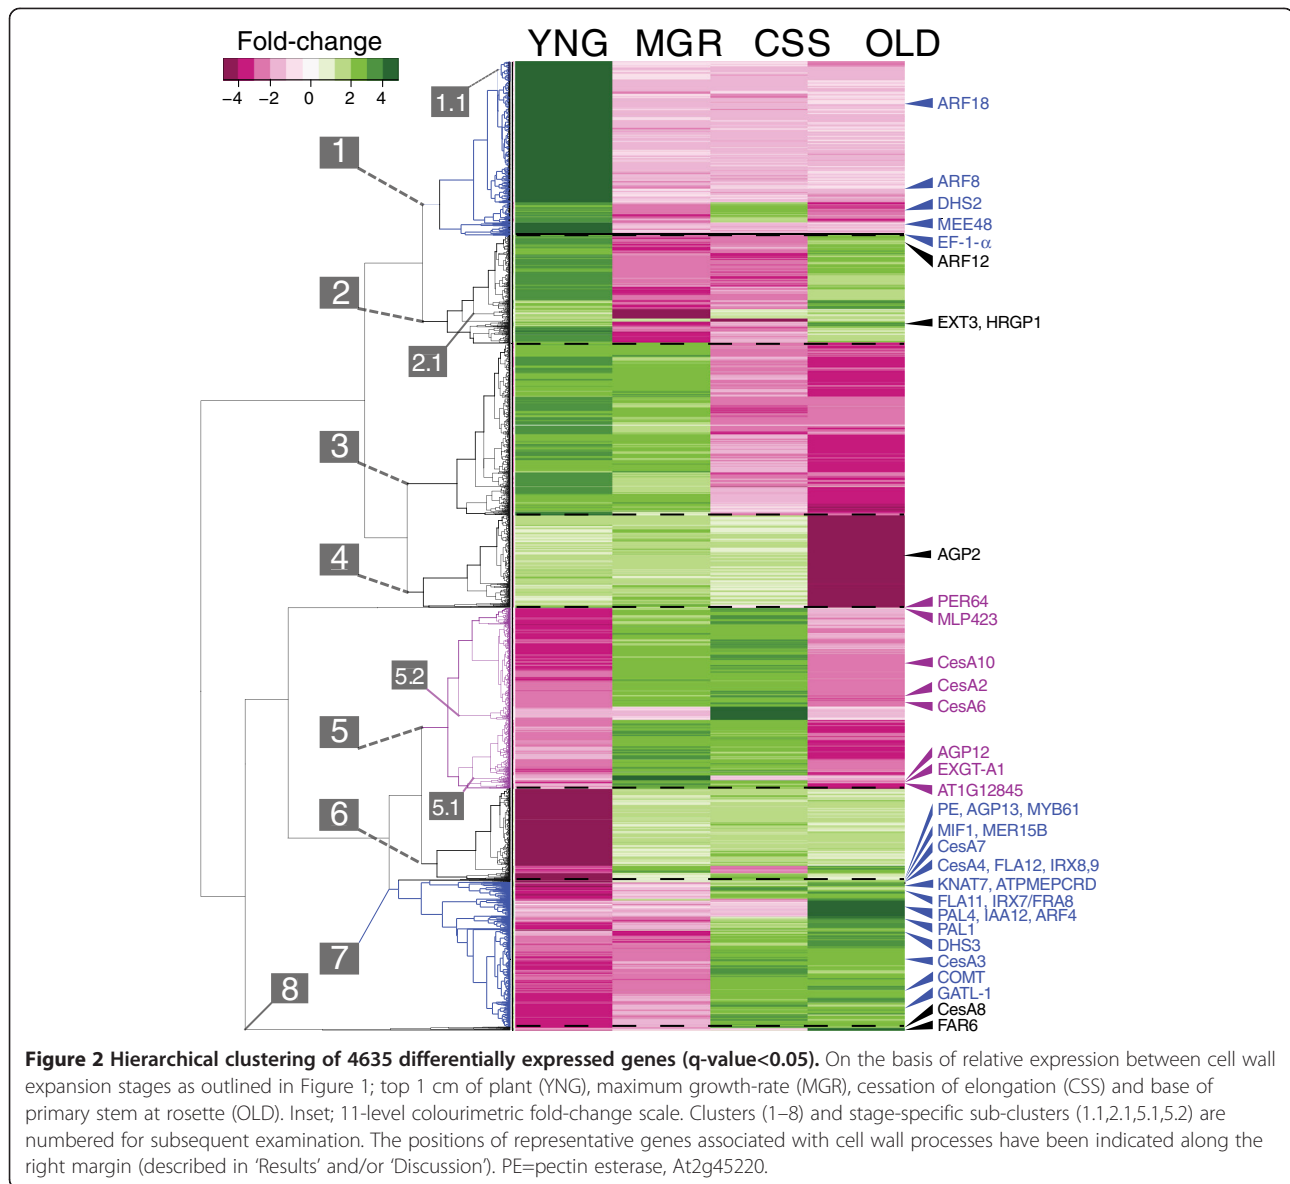 Fold-change
−4 −2 0 2 4
YNG MGR CSS OLD
1.1
1
2
2.1
3
4
5.2
5
5.1
6
7
8
ARF18
ARF8
DHS2
MEE48
EF-1-α
ARF12
EXT3, HRGP1
AGP2
PER64
MLP423
CesA10
CesA2
CesA6
AGP12
EXGT-A1
AT1G12845
PE, AGP13, MYB61
MIF1, MER15B
CesA7
CesA4, FLA12, IRX8,9
KNAT7, ATPMEPCRD
FLA11, IRX7/FRA8
PAL4, IAA12, ARF4
PAL1
DHS3
CesA3
COMT
GATL-1
CesA8
FAR6
Figure 2 Hierarchical clustering of 4635 differentially expressed genes (q-value<0.05). On the basis of relative expression between cell wall
expansion stages as outlined in Figure 1; top 1 cm of plant (YNG), maximum growth-rate (MGR), cessation of elongation (CSS) and base of
primary stem at rosette (OLD). Inset; 11-level colourimetric fold-change scale. Clusters (1–8) and stage-specific sub-clusters (1.1,2.1,5.1,5.2) are
numbered for subsequent examination. The positions of representative genes associated with cell wall processes have been indicated along the
right margin (described in ‘Results’ and/or ‘Discussion’). PE=pectin esterase, At2g45220.